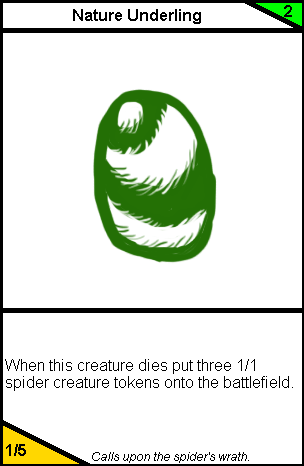 Nature Underling
2
When this creature dies put three 1/1
spider creature tokens onto the battlefield.
1/5
Calls upon the spider's wrath.